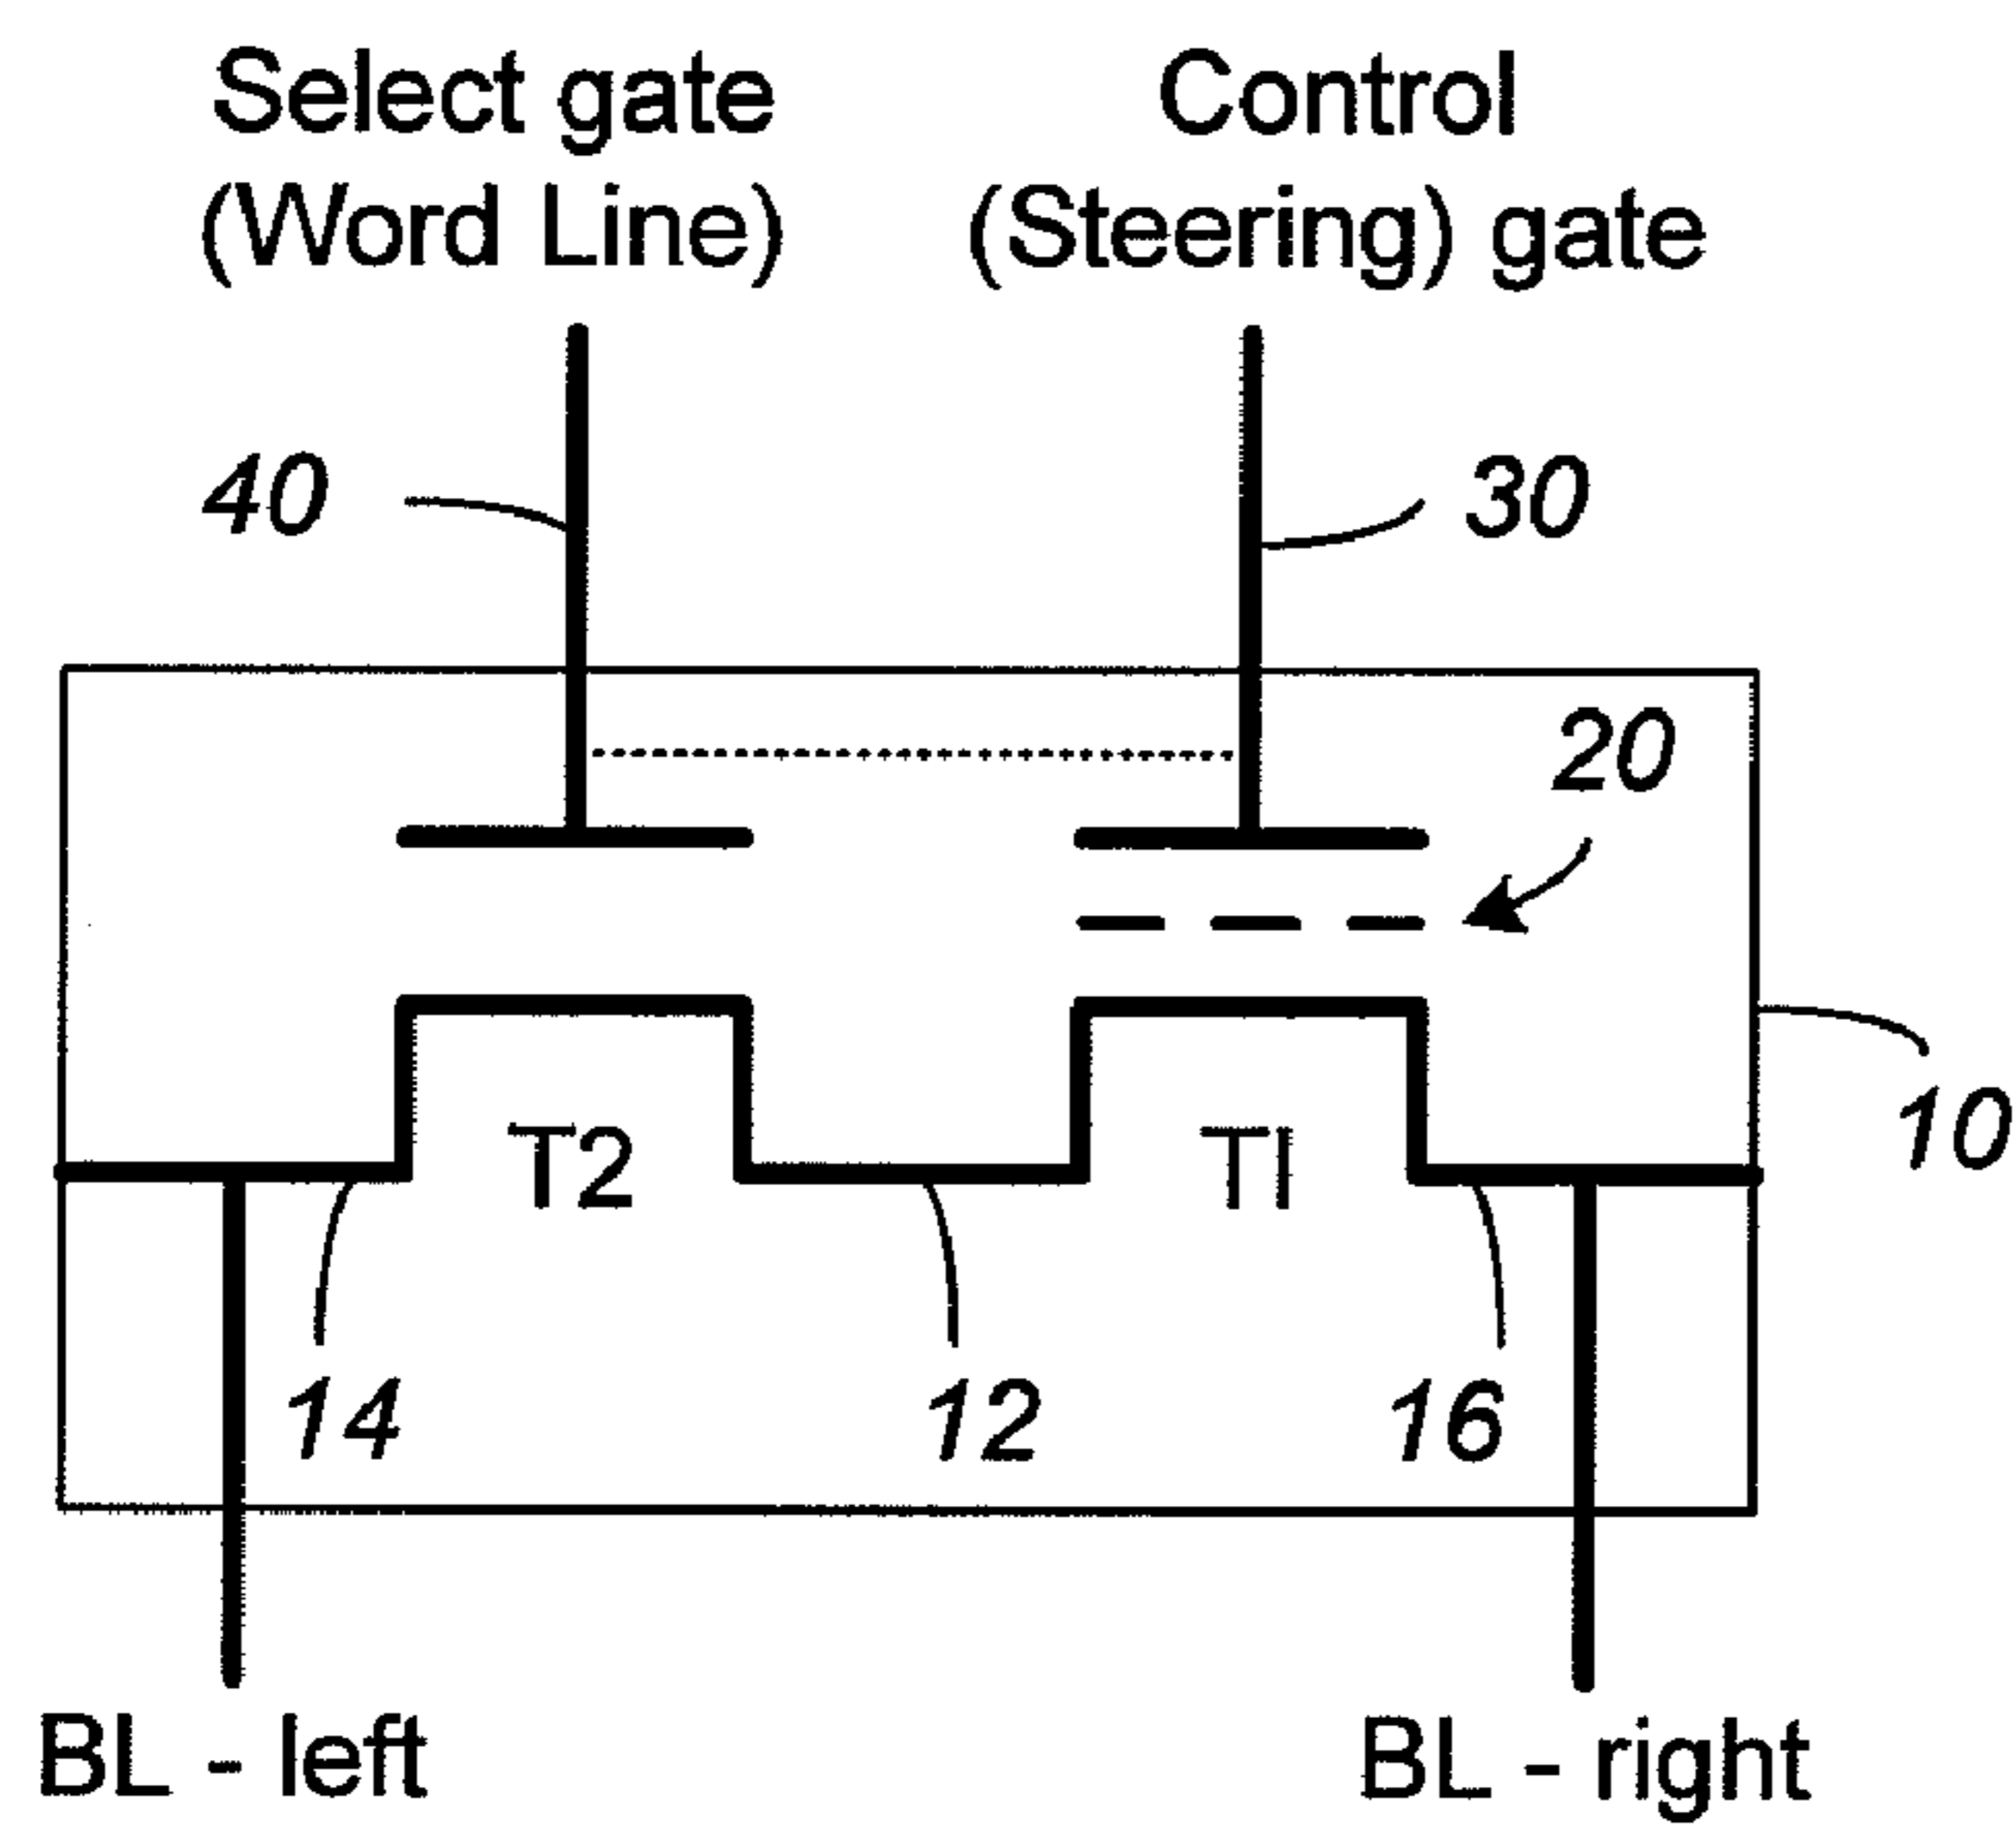 Select gate
(Word Line)
Control
(Steering) gate
40
30
20
10
T2
TI
14
12
16
BL - left
BL - right